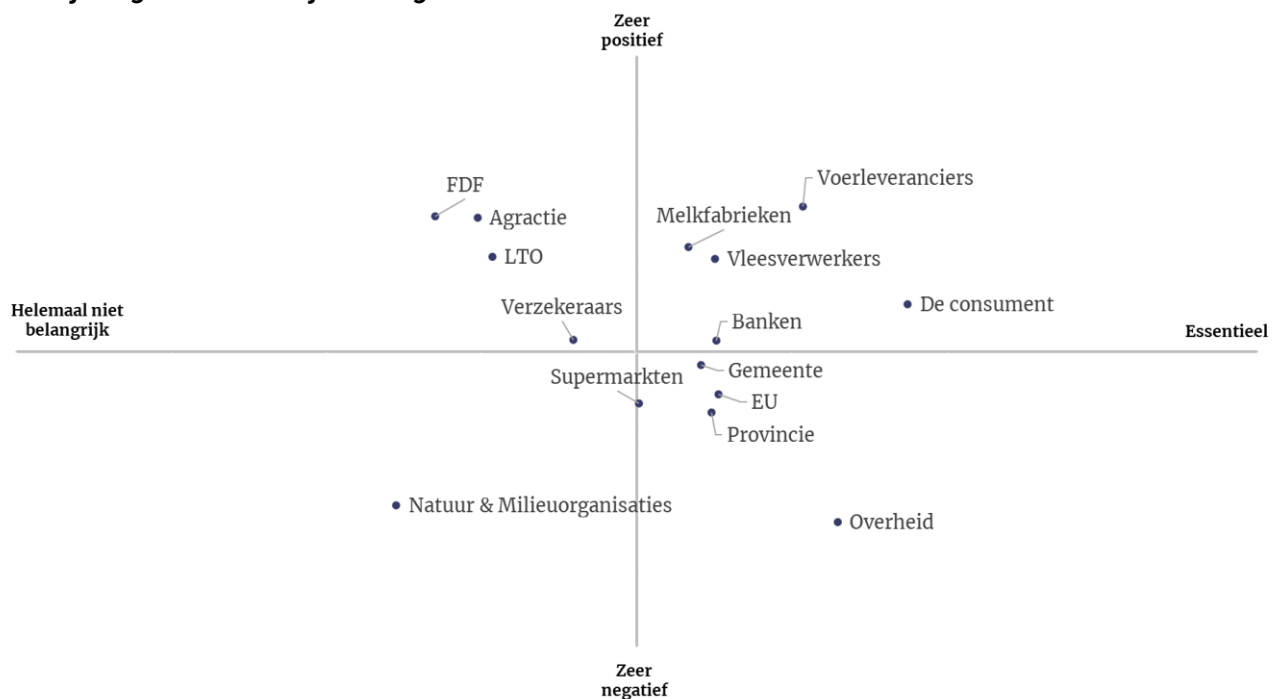 Zeer
positief
Voerleveranciers
FDF
Melkfabrieken
Agractie
LTO
Vleesverwerkers
De consument
Verzekeraars
Helemaal niet
belangrijk
Banken
Essentieel
Gemeente
Supermarkten
EU
Provincie
Natuur & Milieuorganisaties
Overheid
Zeer
negatief